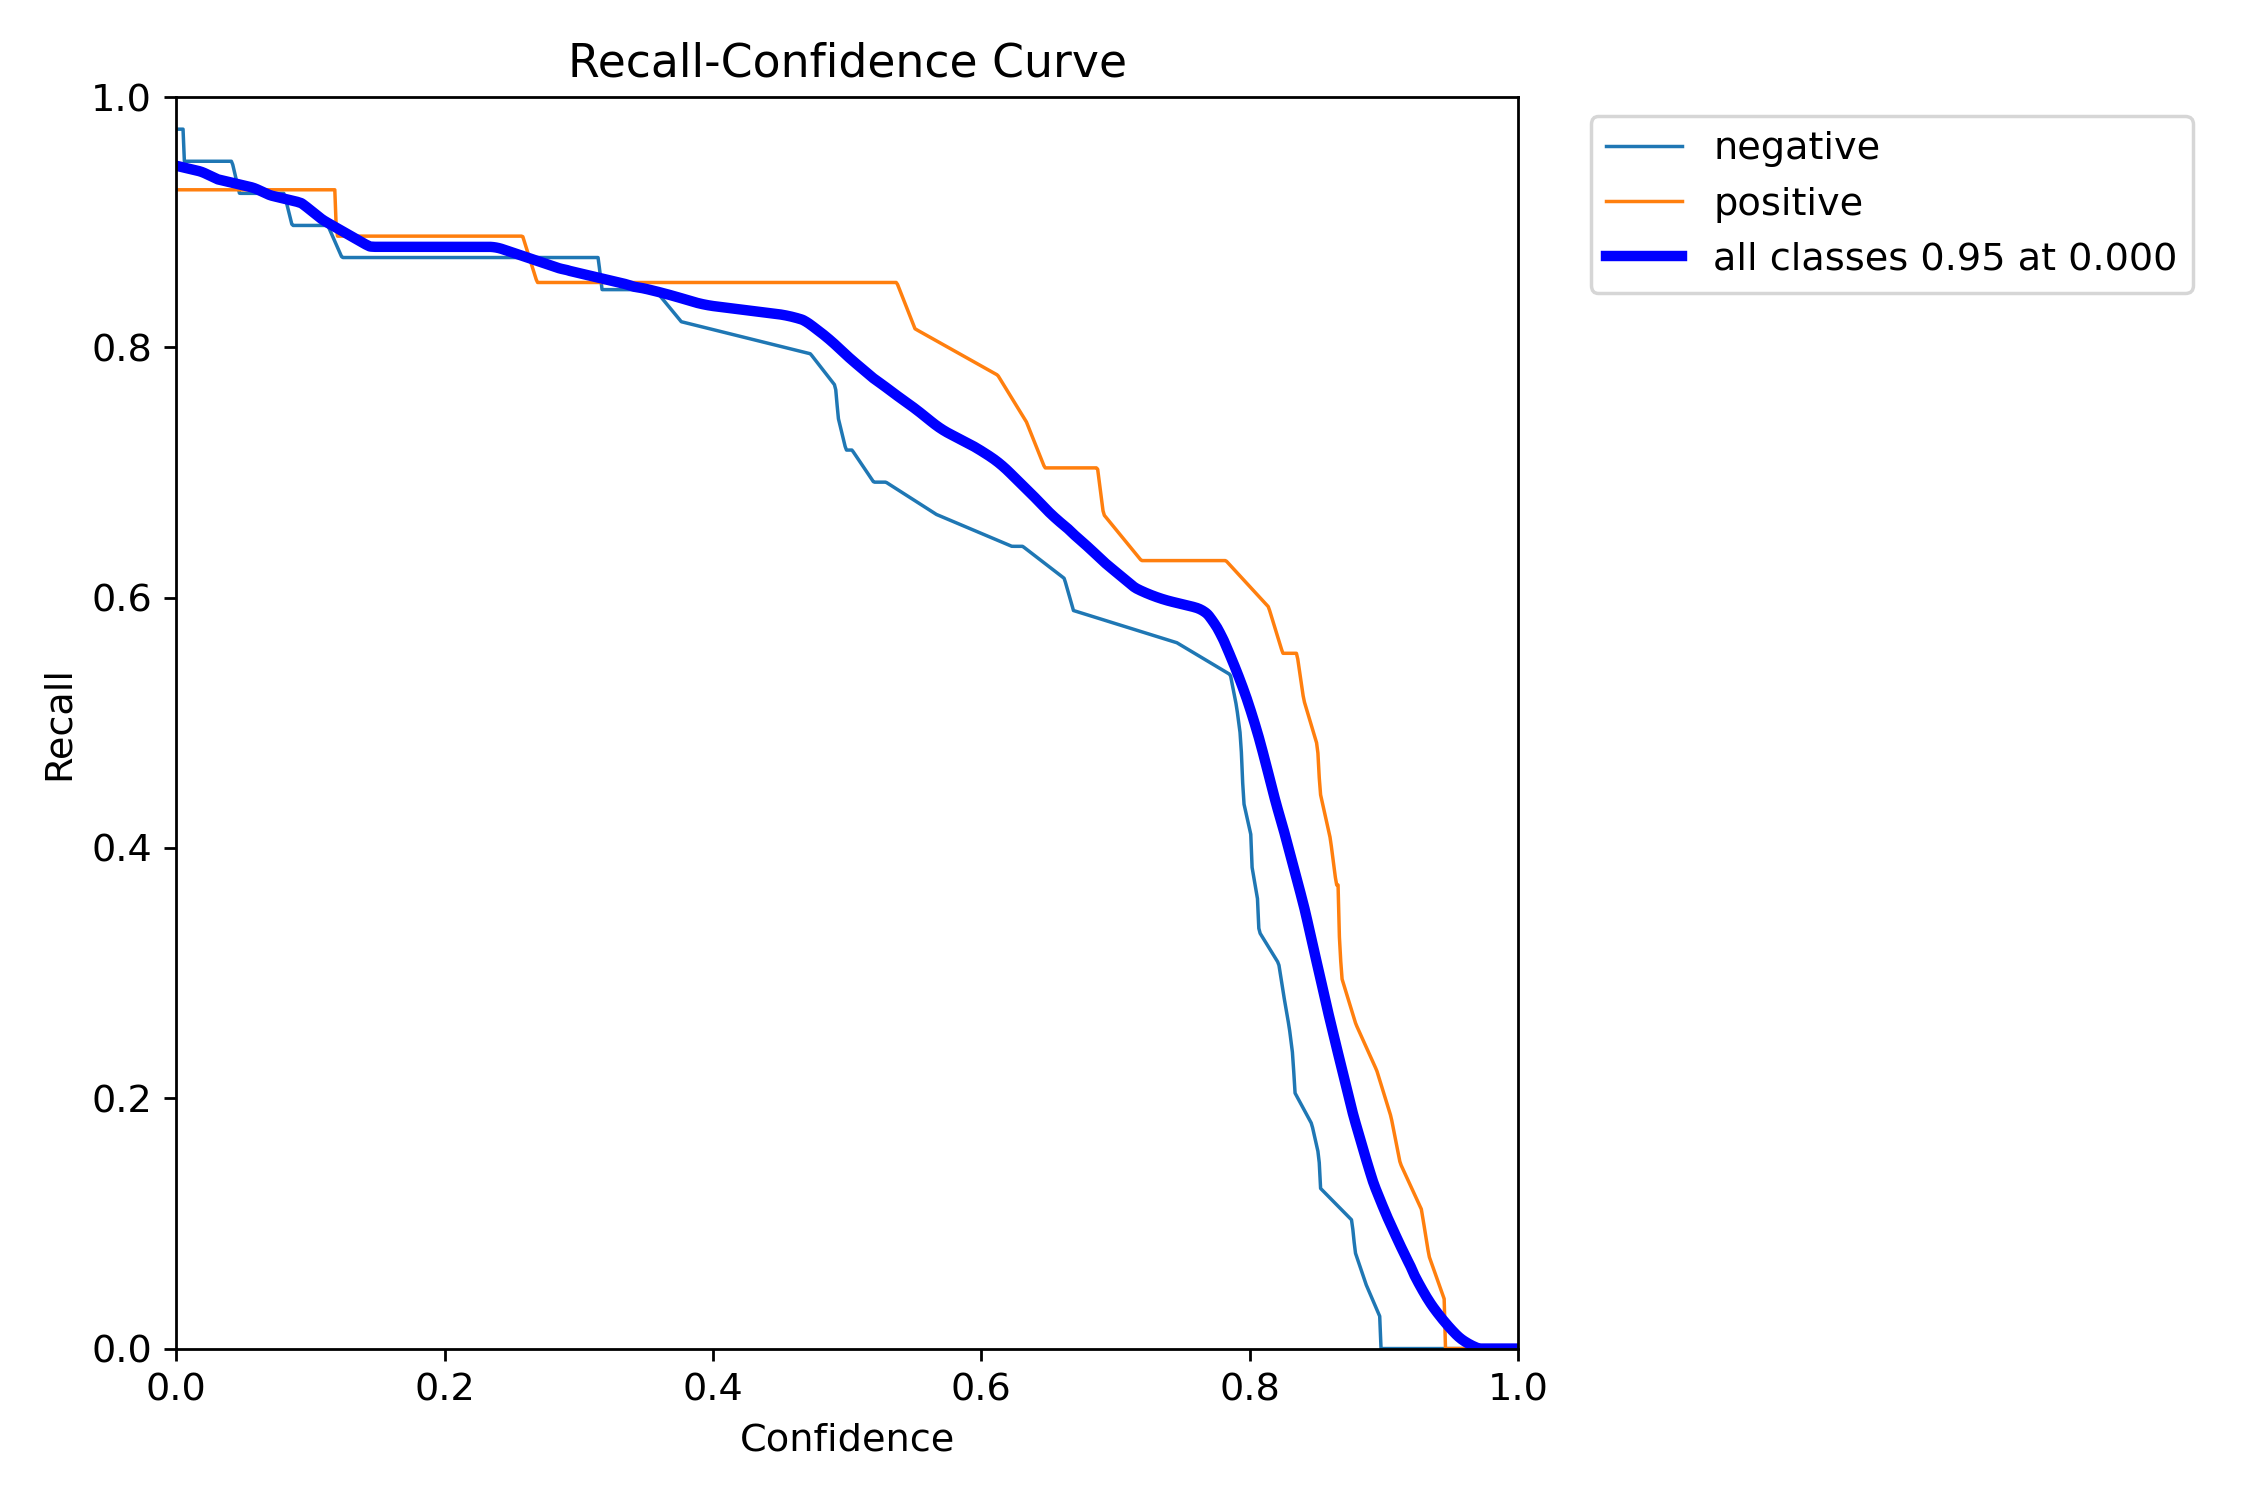 Recall-Confidence Curve
1.0
0.8
0.6
0.4
0.2
0.0
Recall
0.0 0.2 0.4 0.6 0.8 1.0
Confidence
negative
positive
all classes 0.95 at 0.000